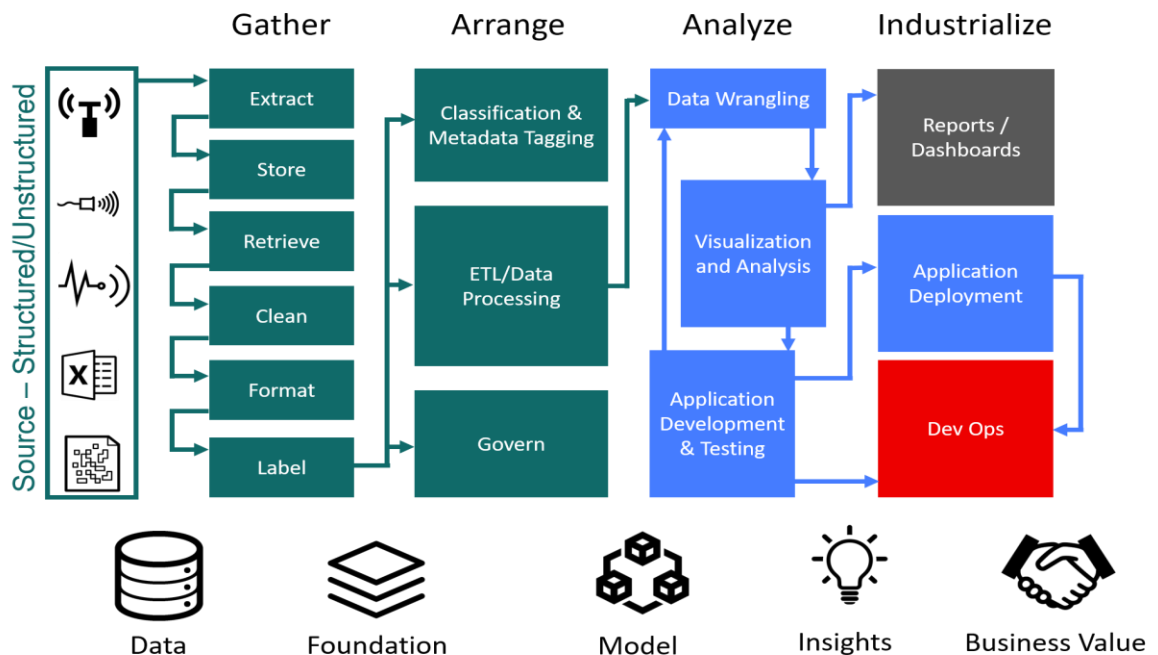 Gather
Arrange
Analyze
Industrialize
Source – Structured/Unstructured
Extract
Store
Retrieve
Clean
Format
Label
Classification &
Metadata Tagging
ETL/Data
Processing
Govern
Data Wrangling
Visualization
and Analysis
Application
Development
& Testing
Reports /
Dashboards
Application
Deployment
Dev Ops
X
Data
Foundation
Model
Insights
Business Value